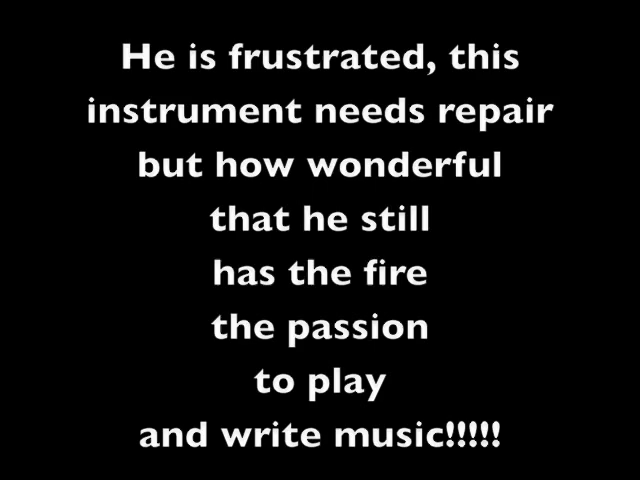 He is frustrated, this
instrument needs repair
but how wonderful
that he still
has the fire
the passion
to play
and write music!!!!!